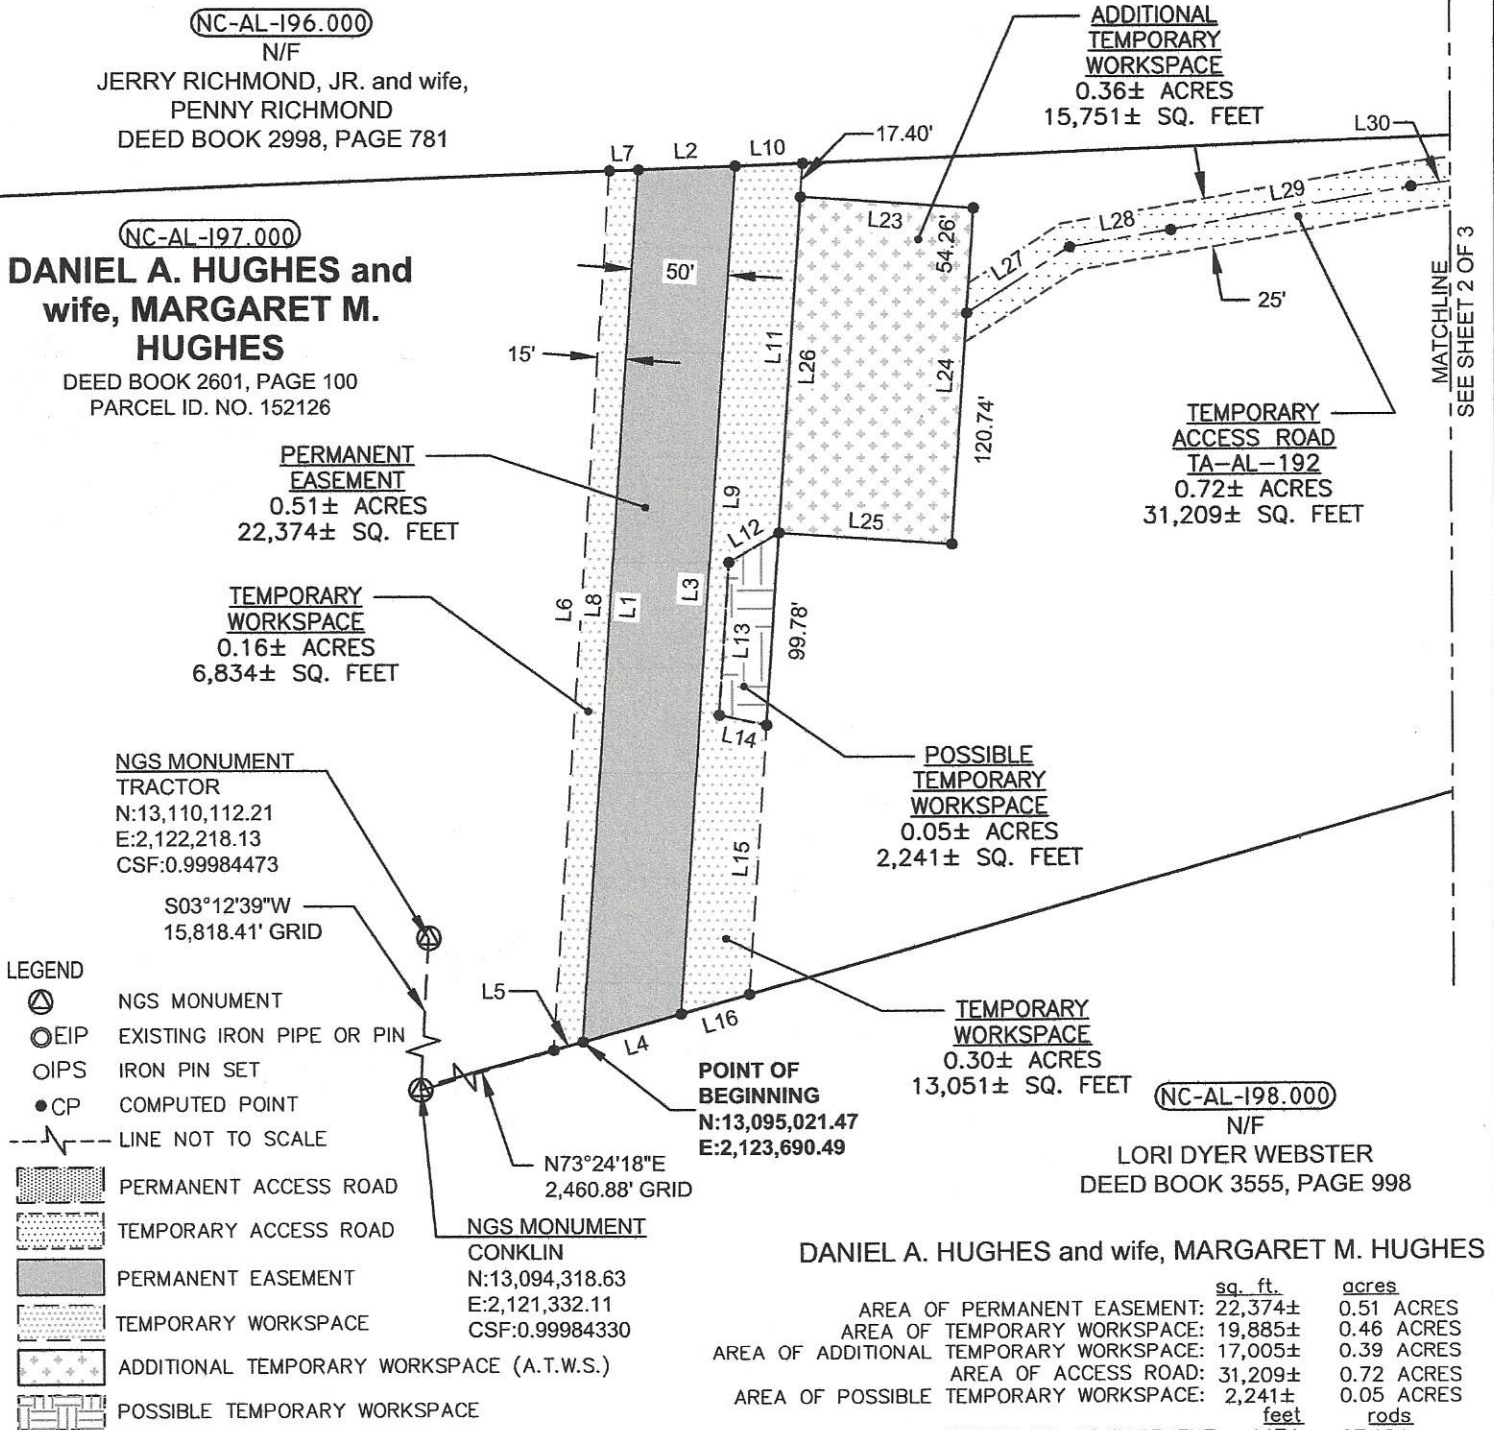 NC-AL-196.000
N/F
JERRY RICHMOND, JR. and wife,
PENNY RICHMOND
DEED BOOK 2998, PAGE 781
ADDITIONAL
TEMPORARY
WORKSPACE
0.36± ACRES
15,751± SQ. FEET
L7
L2
L10
17.40'
L30
L29
L28
L27
L23
54.26'
25'
MATCHLINE
SEE SHEET 2 OF 3
NC-AL-197.000
DANIEL A. HUGHES and
wife, MARGARET M.
HUGHES
DEED BOOK 2601, PAGE 100
PARCEL ID. NO. 152126
50'
15'
L11
L26
L24
120.74'
TEMPORARY
ACCESS ROAD
TA-AL-192
0.72± ACRES
31,209± SQ. FEET
PERMANENT
EASEMENT
0.51± ACRES
22,374± SQ. FEET
L9
L12
L25
TEMPORARY
WORKSPACE
0.16± ACRES
6,834± SQ. FEET
L6
L8
L1
L3
L13
99.78'
L14
L15
POSSIBLE
TEMPORARY
WORKSPACE
0.05± ACRES
2,241± SQ. FEET
NGS MONUMENT
TRACTOR
N:13,110,112.21
E:2,122,218.13
CSF:0.99984473
S03°12'39"W
15,818.41' GRID
L5
L4
L16
POINT OF
BEGINNING
N:13,095,021.47
E:2,123,690.49
TEMPORARY
WORKSPACE
0.30± ACRES
13,051± SQ. FEET
NC-AL-198.000
N/F
LORI DYER WEBSTER
DEED BOOK 3555, PAGE 998
N73°24'18"E
2,460.88' GRID
NGS MONUMENT
CONKLIN
N:13,094,318.63
E:2,121,332.11
CSF:0.99984330
LEGEND
NGS MONUMENT
EIP EXISTING IRON PIPE OR PIN
IPS IRON PIN SET
CP COMPUTED POINT
LINE NOT TO SCALE
PERMANENT ACCESS ROAD
TEMPORARY ACCESS ROAD
PERMANENT EASEMENT
TEMPORARY WORKSPACE
ADDITIONAL TEMPORARY WORKSPACE (A.T.W.S.)
POSSIBLE TEMPORARY WORKSPACE
DANIEL A. HUGHES and wife, MARGARET M. HUGHES
sq. ft. acres
AREA OF PERMANENT EASEMENT: 22,374± 0.51 ACRES
AREA OF TEMPORARY WORKSPACE: 19,885± 0.46 ACRES
AREA OF ADDITIONAL TEMPORARY WORKSPACE: 17,005± 0.39 ACRES
AREA OF ACCESS ROAD: 31,209± 0.72 ACRES
AREA OF POSSIBLE TEMPORARY WORKSPACE: 2,241± 0.05 ACRES
feet rods